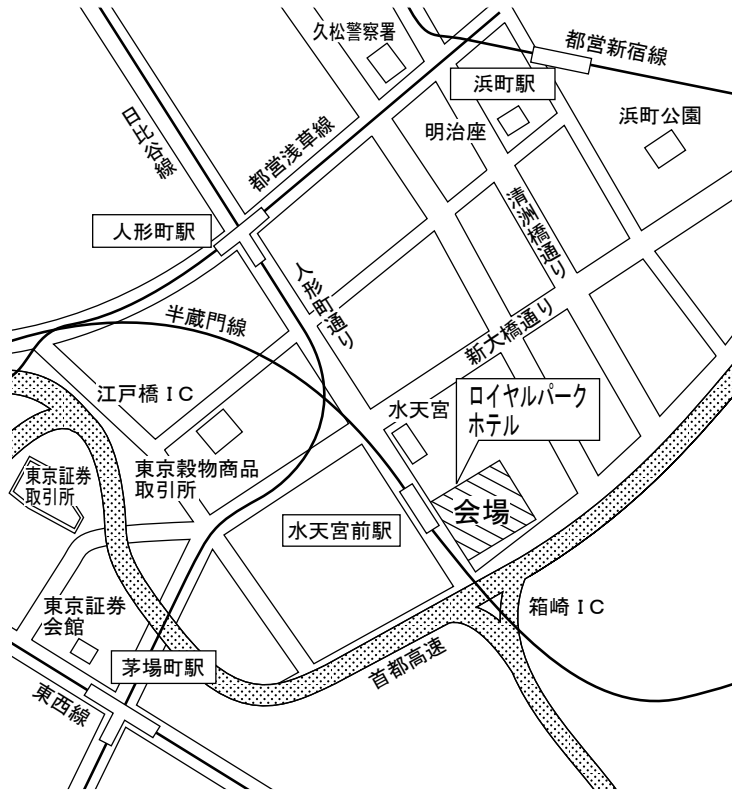 久松警察署
都営新宿線
浜町駅
浜町公園
明治座
日比谷線
都営浅草線
清洲橋通り
人形町駅
人形町通り
半蔵門線
新大橋通り
江戸橋ＩＣ
水天宮
ロイヤルパーク
ホテル
東京穀物商品
取引所
東京証券
取引所
会場
水天宮前駅
箱崎ＩＣ
東京証券
会館
茅場町駅
首都高速
東西線